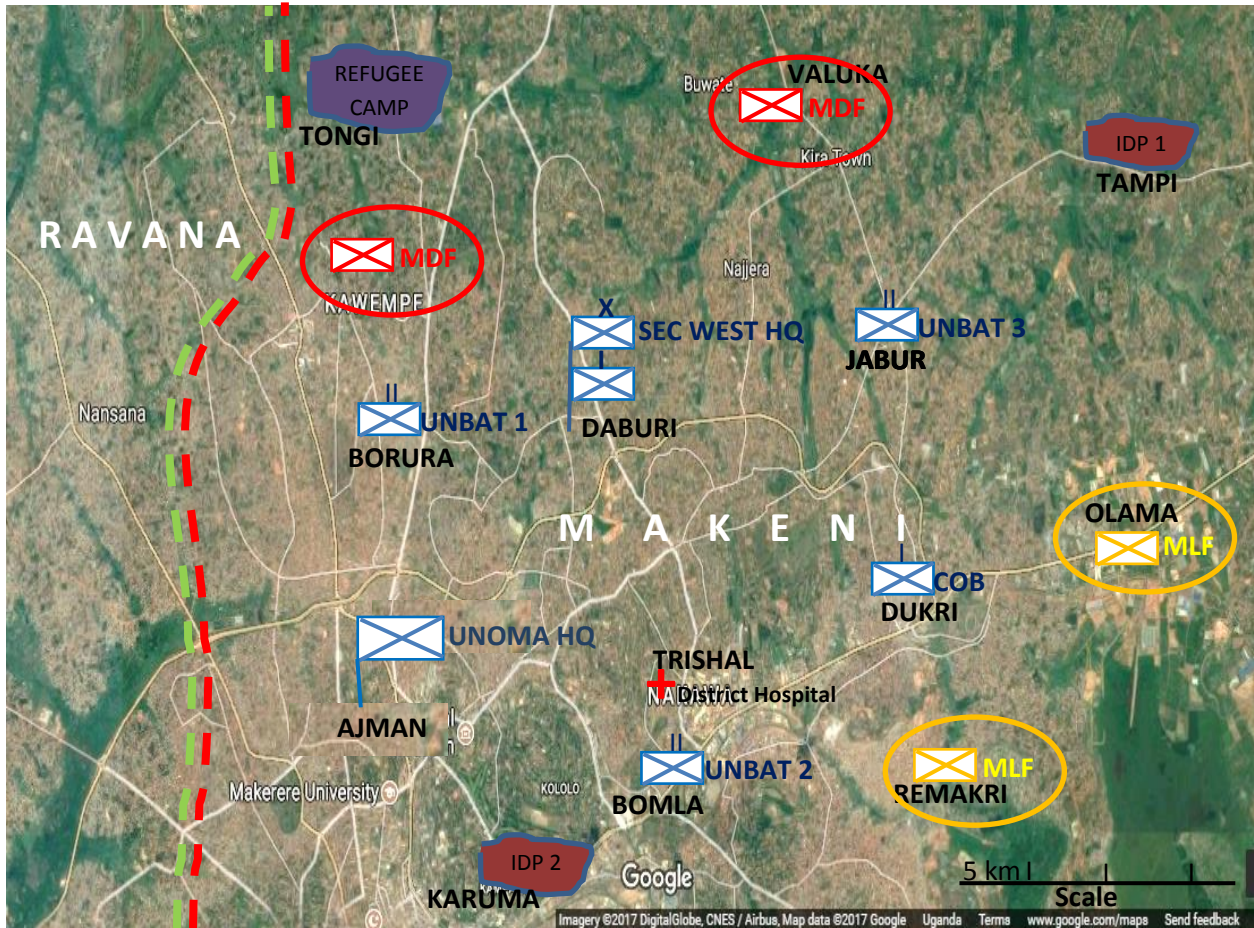 REFUGEE
CAMP
TONGI
Buwate
VALUKA
MDF
Kira Town
IDP 1
TAMPI
RAVANA
MDF
KAWEMPE
Najjera
X
SEC WEST HQ
I
DABURI
II
UNBAT 3
JABUR
Nansana
II
UNBAT 1
BORURA
MAKENI
OLAMA
MLF
I
COB
DUKRI
UNOMA HQ
AJMAN
TRISHAL
District Hospital
II
UNBAT 2
BOMLA
MLF
REMAKRI
Makerere University
KOLOLO
IDP 2
KARUMA
Google
5 km
Scale
Imagery ©2017 DigitalGlobe, CNES / Airbus, Map data ©2017 Google Uganda Terms www.google.com/maps Send feedback